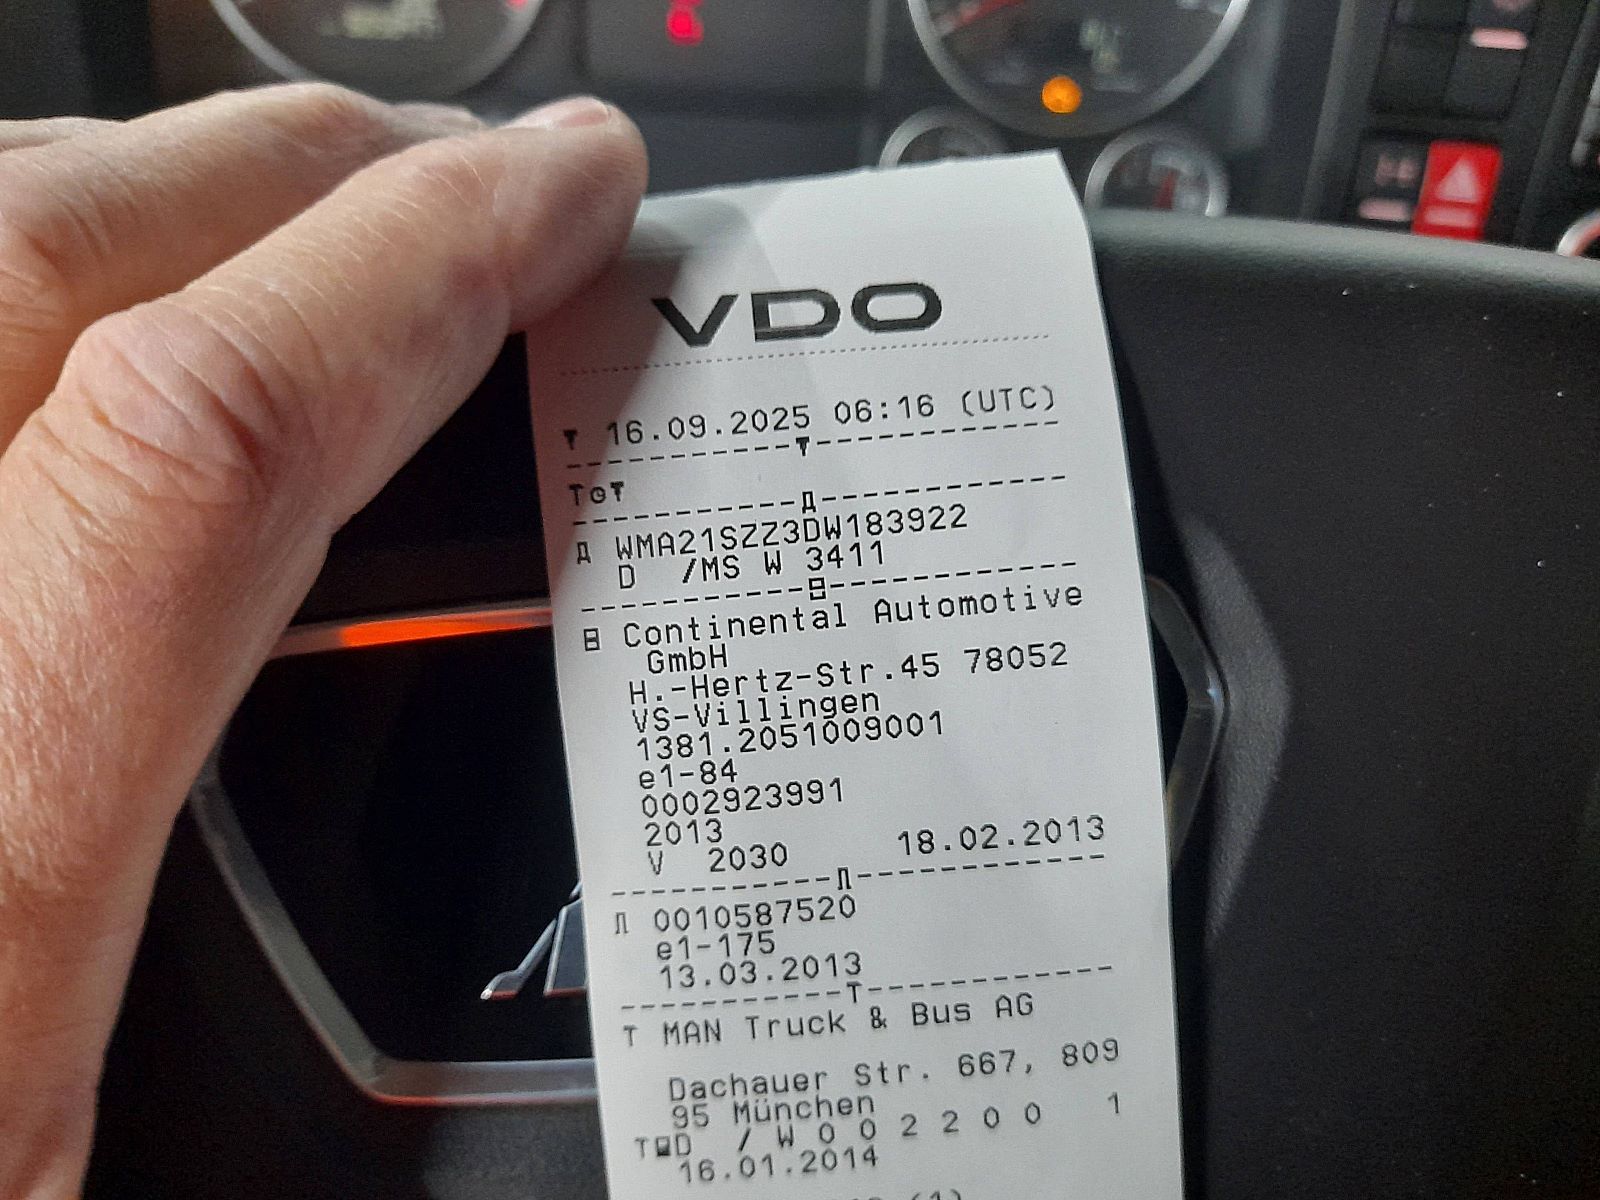 VDO
16.09.2025 06:16 (UTC)
WMA21SZZ3DW183922
D /MS W 3411
Continental Automotive
GmbH
H.-Hertz-Str.45 78052
VS-Villingen
1381.2051009001
e1-84
0002923991
2013
V 2030 18.02.2013
0010587520
e1-175
13.03.2013
T MAN Truck & Bus AG
Dachauer Str. 667, 809
95 München
T D / W 0 0 2 2 0 0 1
16.01.2014
(1)